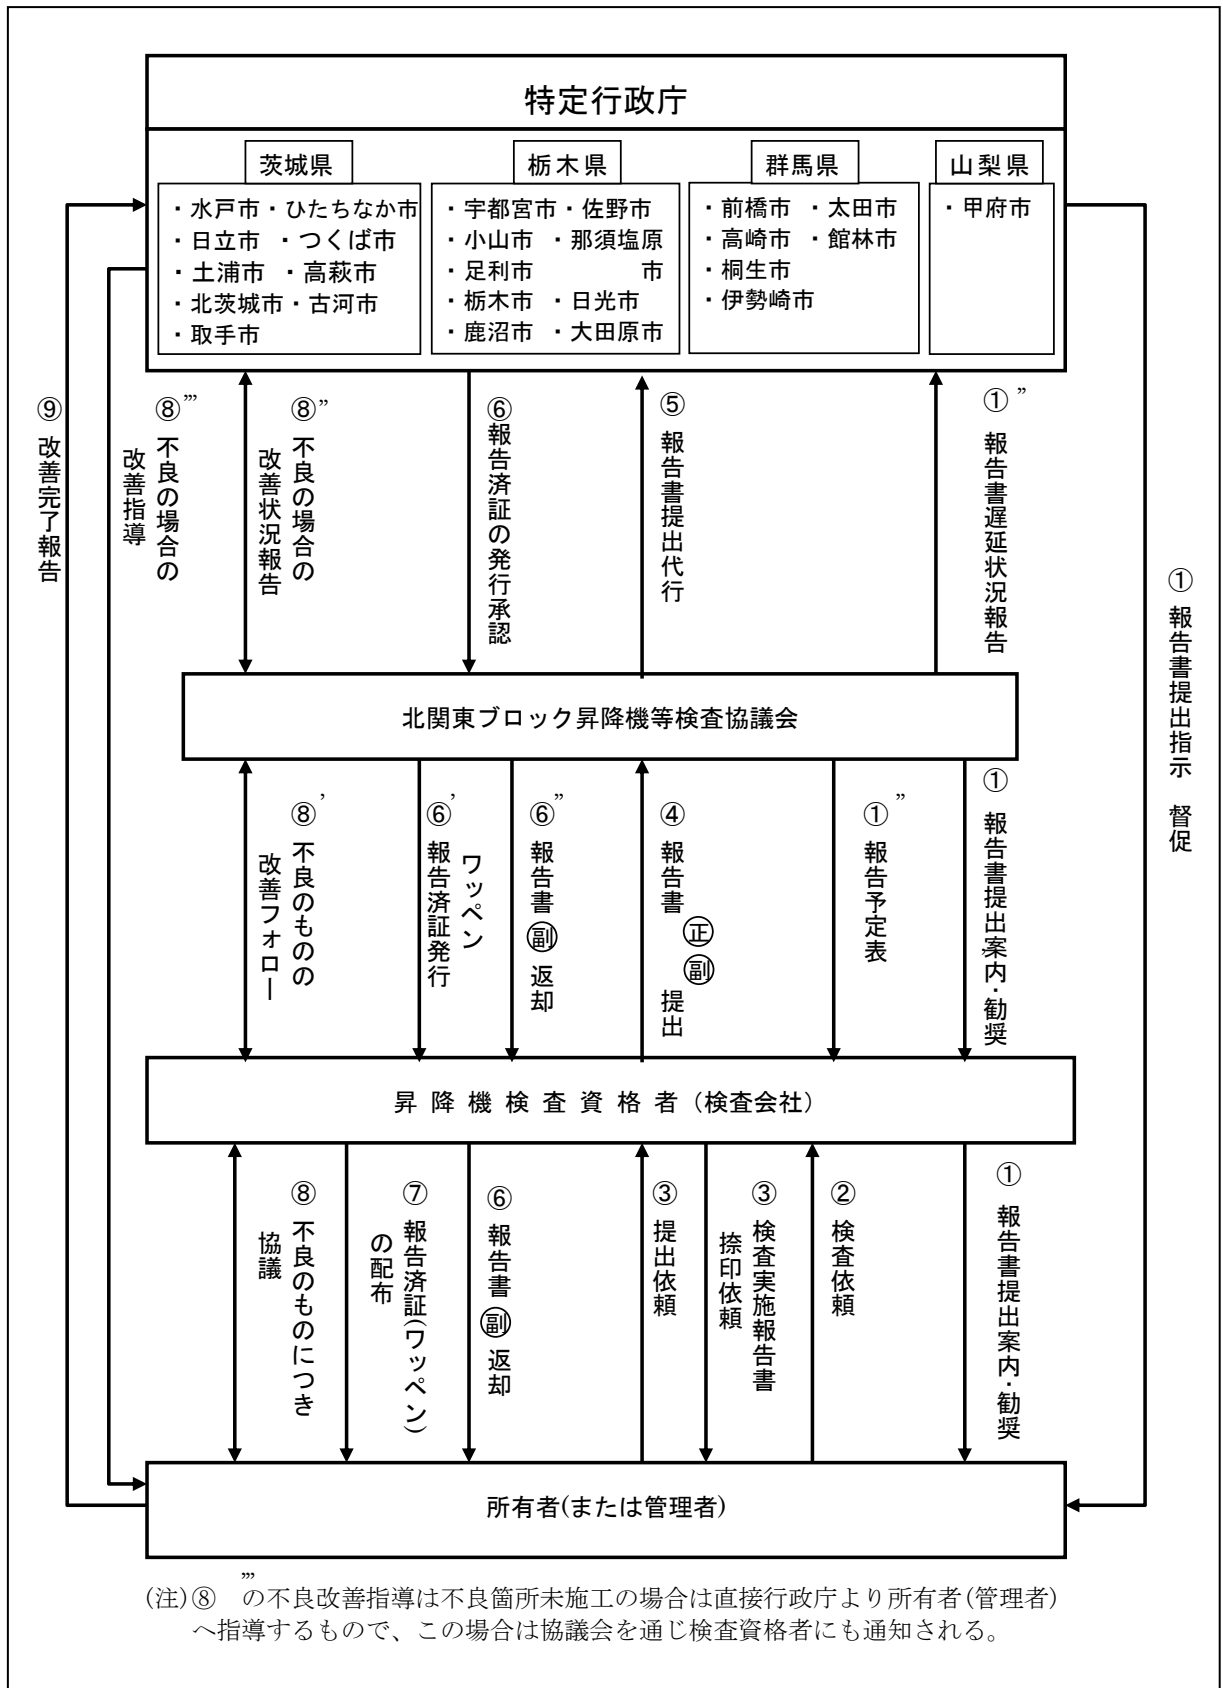 特定行政庁
茨城県
・水戸市・ひたちなか市
・日立市 ・つくば市
・土浦市 ・高萩市
・北茨城市・古河市
・取手市
栃木県
・宇都宮市・佐野市
・小山市 ・那須塩原
・足利市 市
・栃木市 ・日光市
・鹿沼市 ・大田原市
群馬県
・前橋市 ・太田市
・高崎市 ・館林市
・桐生市
・伊勢崎市
山梨県
・甲府市
⑨ 改善完了報告
⑧''' 不良の場合の
改善指導
⑧'' 不良の場合の
改善状況報告
⑥ 報告済証の発行承認
⑤ 報告書提出代行
①'' 報告書遅延状況報告
① 報告書提出指示 督促
北関東ブロック昇降機等検査協議会
⑧' 不良のものの
改善フォロー
ワッペン
⑥' 報告済証発行
⑥'' 報告書 ㊓ 返却
④ 報告書 ㊣ ㊓ 提出
①'' 報告予定表
① 報告書提出案内・勧奨
昇降機検査資格者(検査会社)
⑧ 不良のものにつき
協議
⑦ 報告済証(ワッペン)
の配布
⑥ 報告書 ㊓ 返却
③ 提出依頼
③ 検査実施報告書
捺印依頼
② 検査依頼
① 報告書提出案内・勧奨
所有者(または管理者)
(注)⑧'''の不良改善指導は不良箇所未施工の場合は直接行政庁より所有者(管理者)
へ指導するもので、この場合は協議会を通じ検査資格者にも通知される。